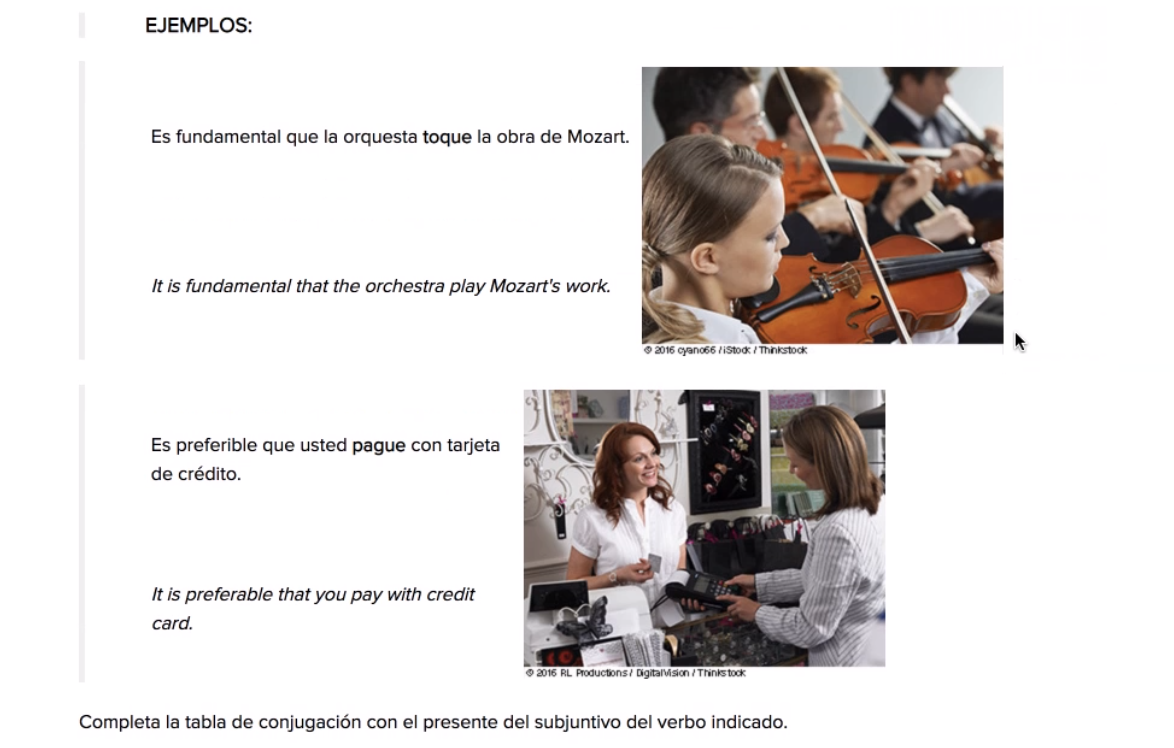 EJEMPLOS:
Es fundamental que la orquesta toque la obra de Mozart.
It is fundamental that the orchestra play Mozart's work.
© 2016 cyano66 / iStock / Thinkstock
Es preferible que usted pague con tarjeta
de crédito.
It is preferable that you pay with credit
card.
© 2016 RL Productions / DigitalVision / Thinkstock
Completa la tabla de conjugación con el presente del subjuntivo del verbo indicado.